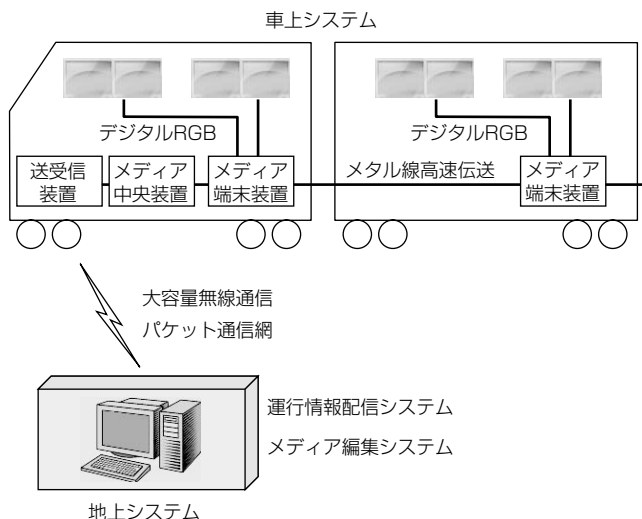 車上システム
デジタルRGB
デジタルRGB
送受信
装置
メディア
中央装置
メディア
端末装置
メタル線高速伝送
メディア
端末装置
大容量無線通信
パケット通信網
運行情報配信システム
メディア編集システム
地上システム